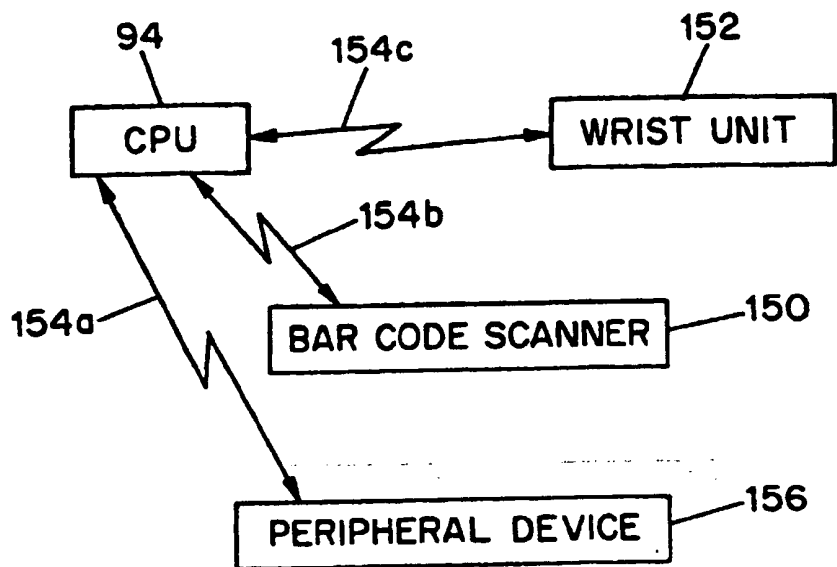 94
154c
152
CPU
WRIST UNIT
154b
154a
BAR CODE SCANNER
150
PERIPHERAL DEVICE
156